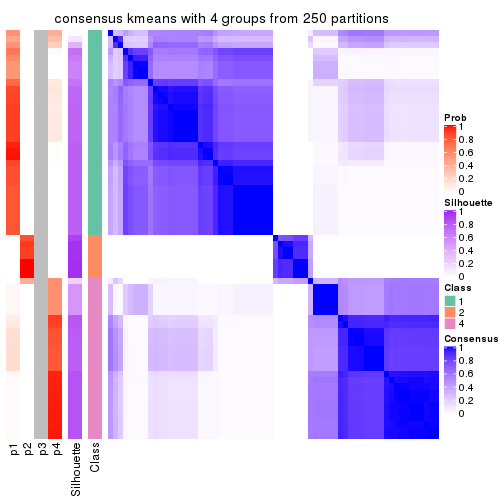 consensus kmeans with 4 groups from 250 partitions
Prob
1
0.8
0.6
0.4
0.2
0
Silhouette
1
0.8
0.6
0.4
0.2
0
Class
1
2
4
Consensus
1
0.8
0.6
0.4
0.2
0
p1
p2
p3
p4
Silhouette
Class